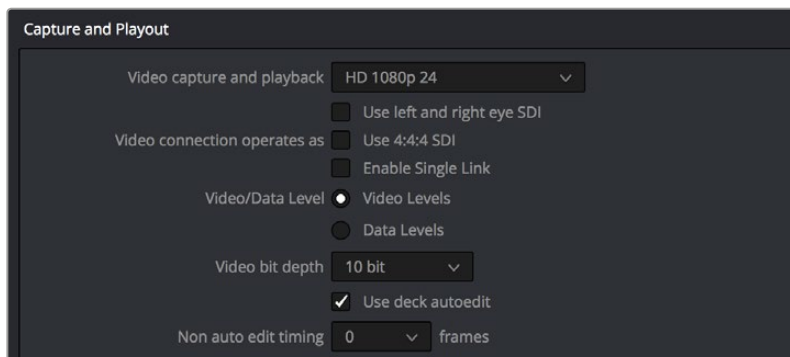 Capture and Playout
Video capture and playback HD 1080p 24
Use left and right eye SDI
Video connection operates as Use 4:4:4 SDI
Enable Single Link
Video/Data Level Video Levels
Data Levels
Video bit depth 10 bit
Use deck autoedit
Non auto edit timing 0 frames